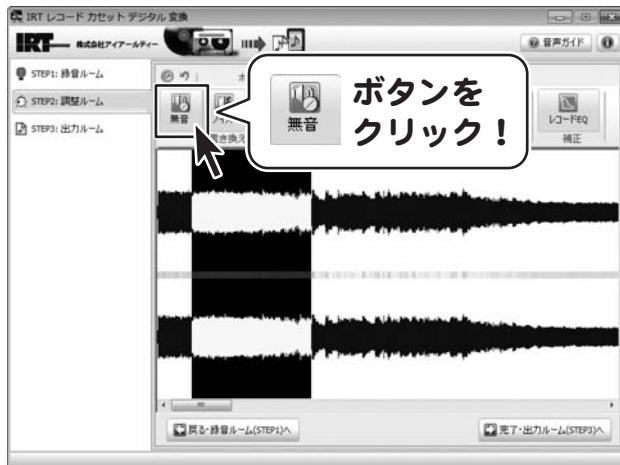 IRT レコード カセット デジタル 変換
IRT 株式会社アイアールティー
音声ガイド
STEP1: 録音ルーム
STEP2: 調整ルーム
STEP3: 出力ルーム
無音
無音
ボタンを
クリック！
レコードEQ
補正
戻る・録音ルーム(STEP1)へ
完了・出力ルーム(STEP3)へ